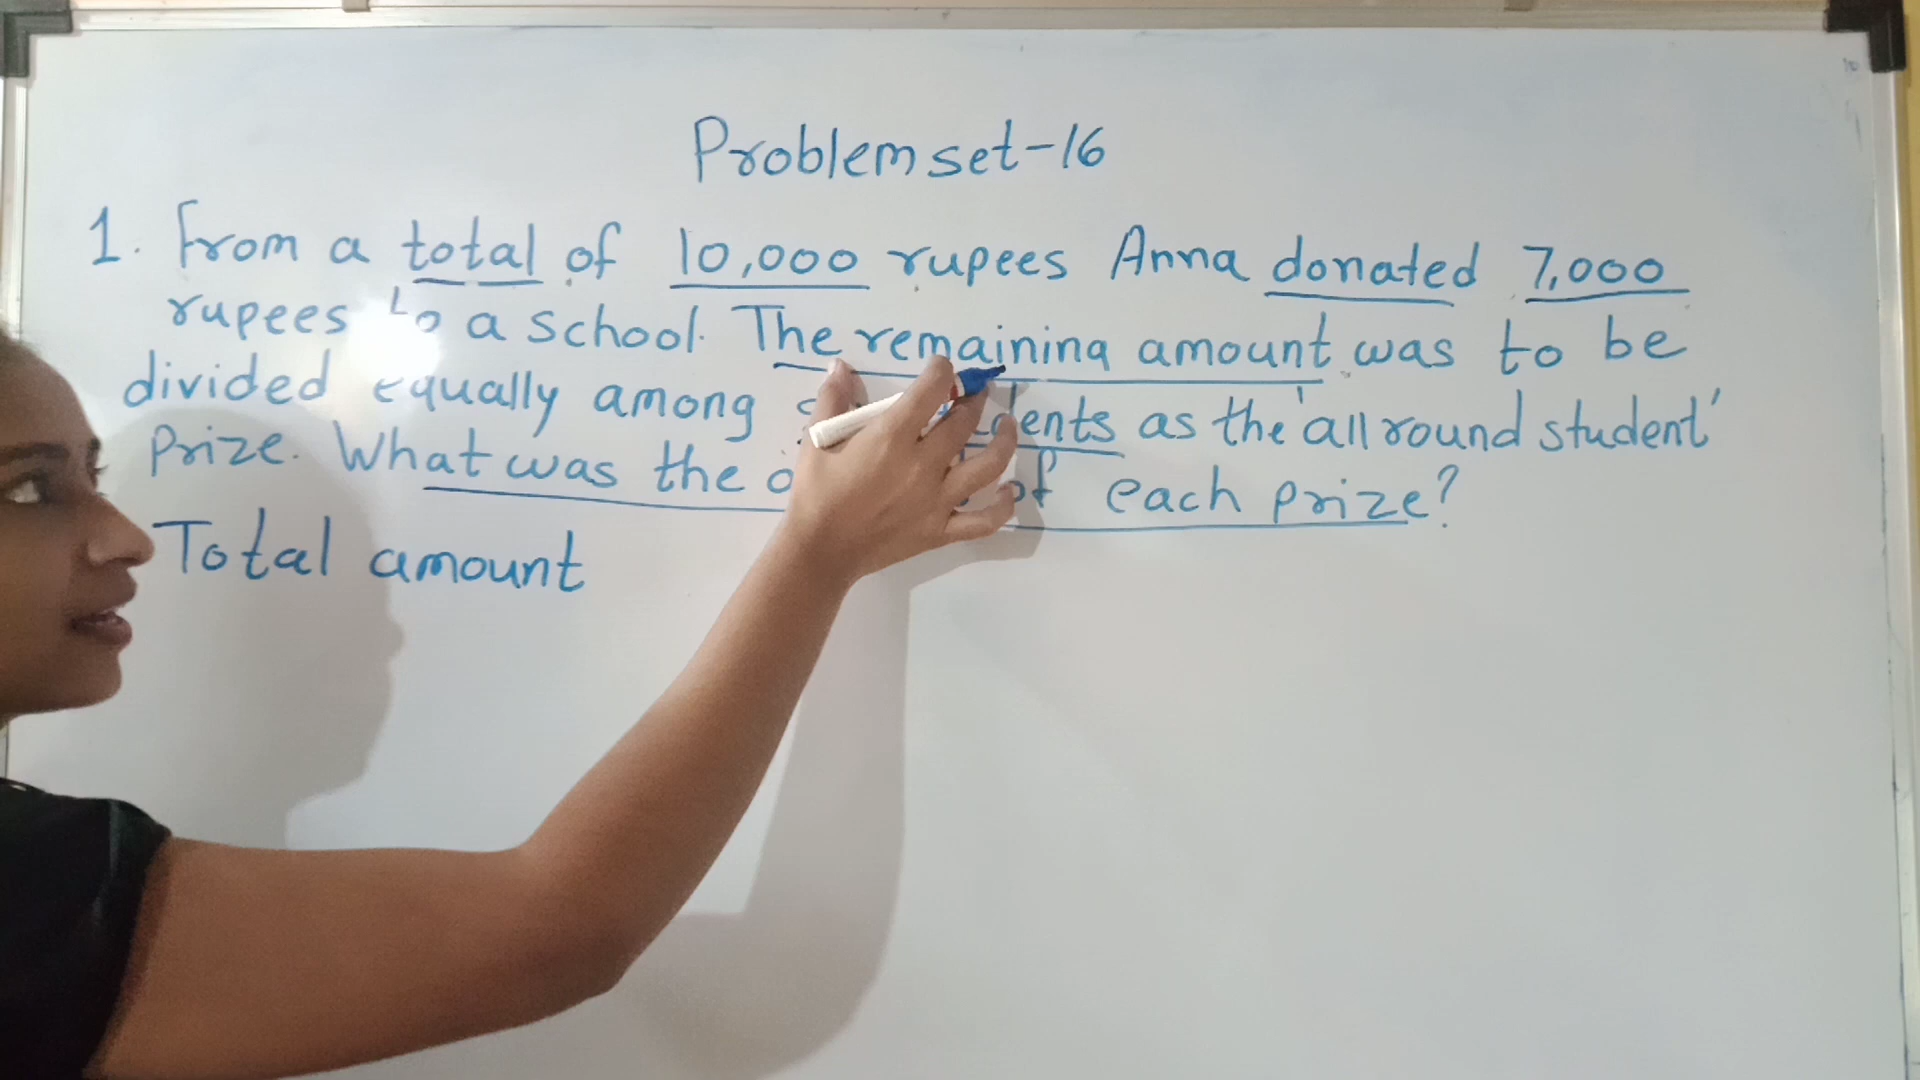 Problem set-16
1. From a total of 10,000 rupees Anna donated 7,000
rupees to a school. The remaining amount was to be
divided equally among as the 'all round student'
Prize. What was the of each prize?
Total amount